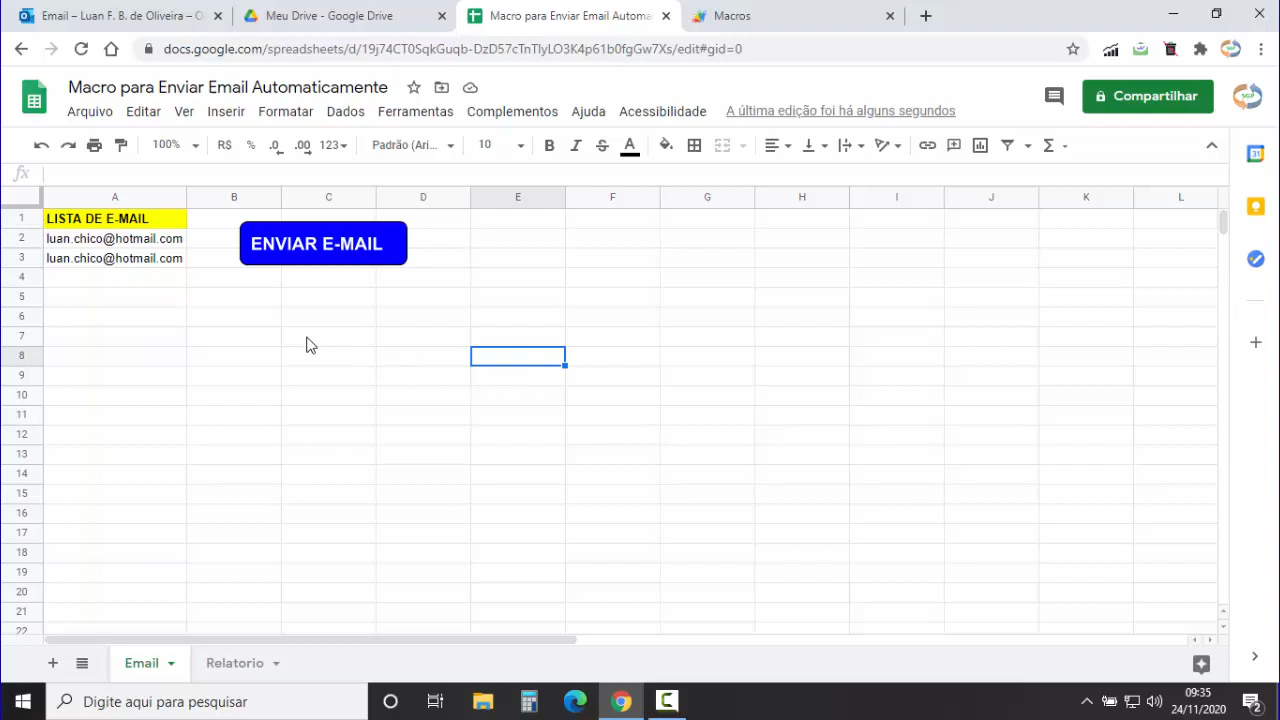 Email – Luan F. B. de Oliveira – O
Meu Drive - Google Drive
Macro para Enviar Email Automa
Macros
docs.google.com/spreadsheets/d/19j74CT0SqkGuqb-DzD57c1hTlyLO3K4p61b0fgGw7Xs/edit#gid=0
Macro para Enviar Email Automaticamente
Compartilhar
SGP
Arquivo Editar Ver Inserir Formatar Dados Ferramentas Complementos Ajuda Acessibilidade A última edição foi há alguns segundos
100% R$ % .0 .00 123 Padrão (Ari... 10 B I S A
31
fx
A B C D E F G H I J K L
1 LISTA DE E-MAIL
2 luan.chico@hotmail.com
ENVIAR E-MAIL
3 luan.chico@hotmail.com
4
5
6
7
8
9
10
11
12
13
14
15
16
17
18
19
20
21
22
Email Relatorio
Digite aqui para pesquisar
09:35
24/11/2020
2